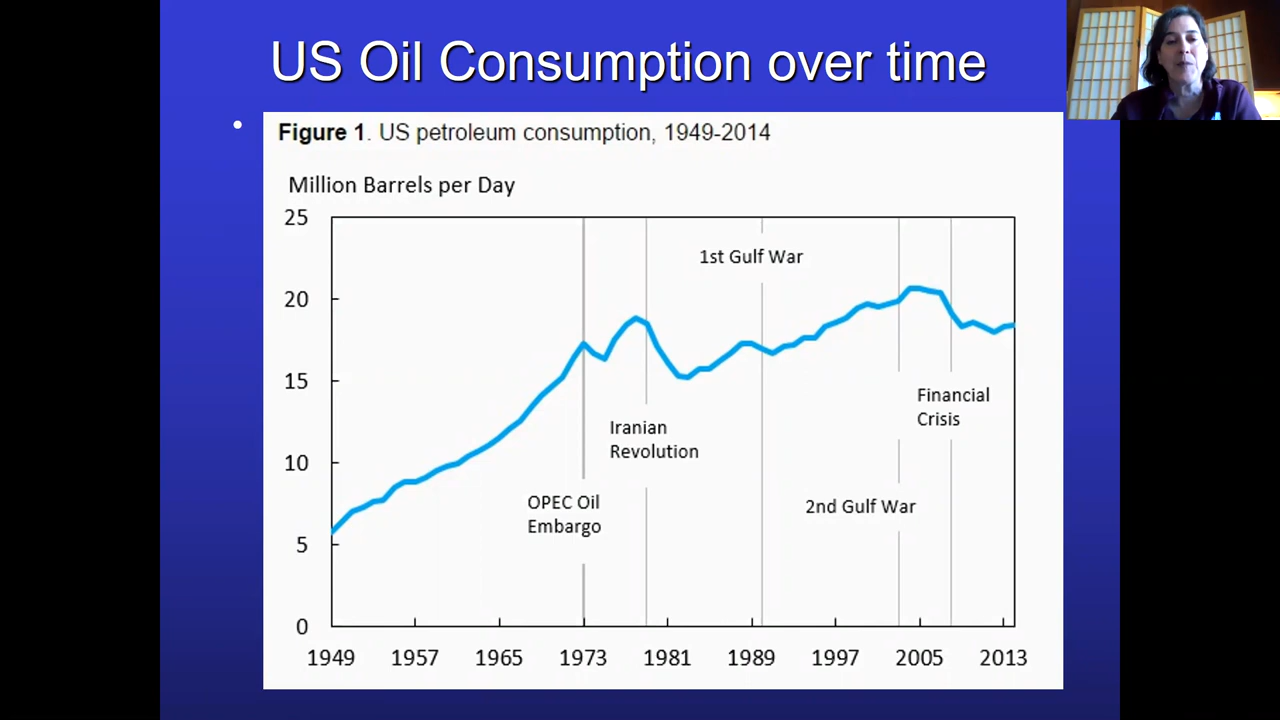 US Oil Consumption over time
•
Figure 1. US petroleum consumption, 1949-2014
Million Barrels per Day
25
20
15
10
5
0
1st Gulf War
Financial
Crisis
Iranian
Revolution
OPEC Oil
Embargo
2nd Gulf War
1949 1957 1965 1973 1981 1989 1997 2005 2013